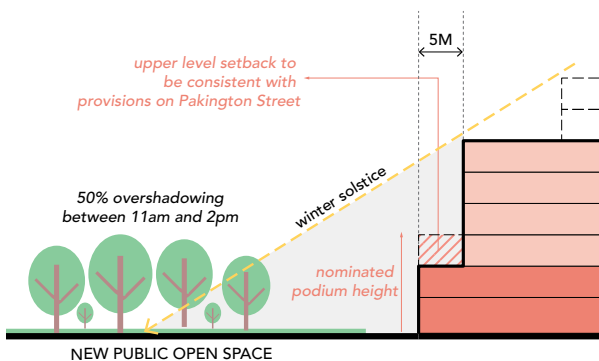 5M
upper level setback to
be consistent with
provisions on Pakington Street
50% overshadowing
between 11am and 2pm
winter solstice
nominated
podium height
NEW PUBLIC OPEN SPACE